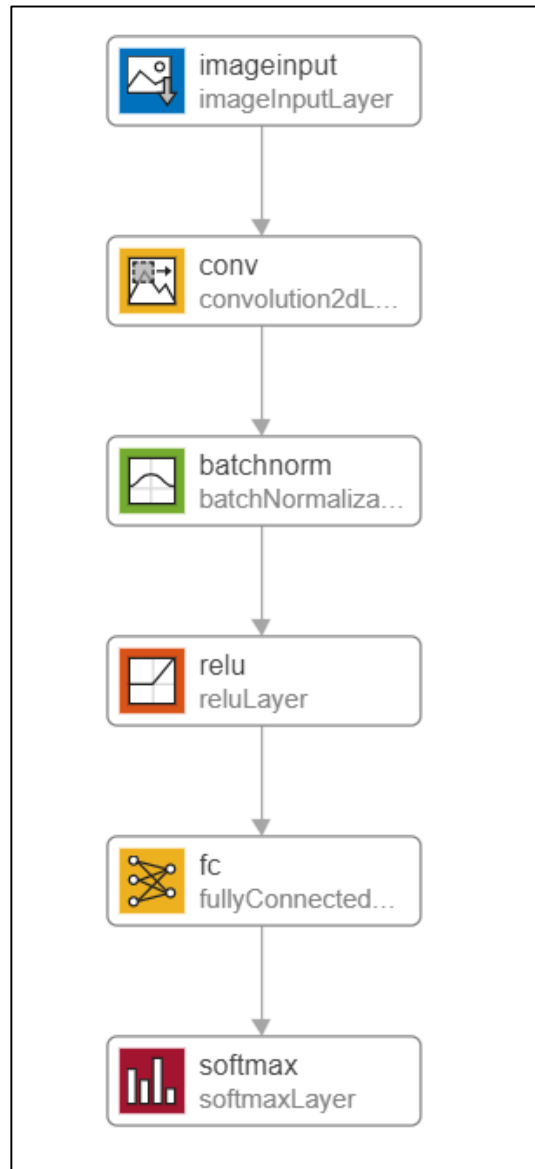 imageinput
imageInputLayer
conv
convolution2dL...
batchnorm
batchNormaliza...
relu
reluLayer
fc
fullyConnected...
softmax
softmaxLayer